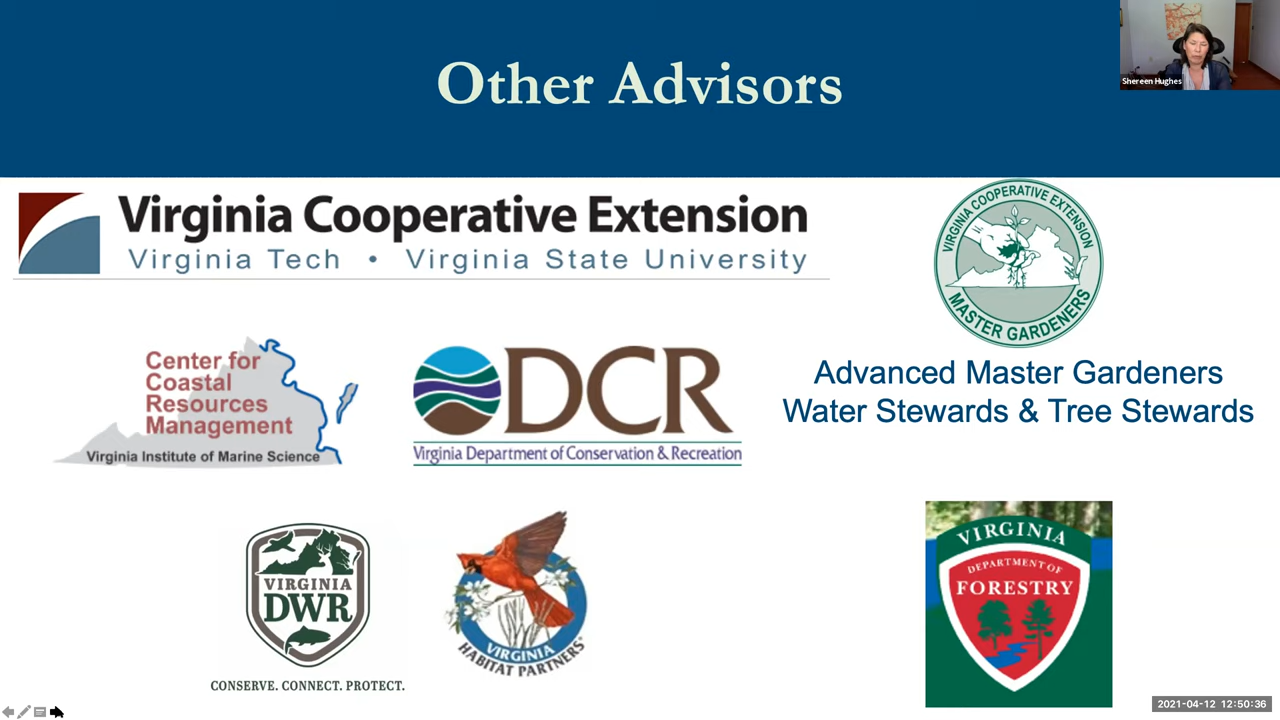 Other Advisors
Shereen Hughes
Virginia Cooperative Extension
Virginia Tech • Virginia State University
VIRGINIA COOPERATIVE EXTENSION
MASTER GARDENERS
Center for
Coastal
Resources
Management
Virginia Institute of Marine Science
DCR
Virginia Department of Conservation & Recreation
Advanced Master Gardeners
Water Stewards & Tree Stewards
VIRGINIA
DWR
CONSERVE. CONNECT. PROTECT.
VIRGINIA
HABITAT PARTNERS
VIRGINIA
DEPARTMENT OF
FORESTRY
2021-04-12 12:50:36